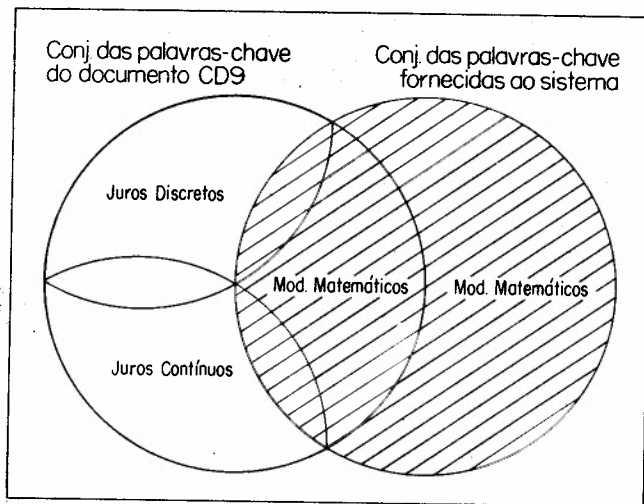 Conj. das palavras-chave
do documento CD9
Conj. das palavras-chave
fornecidas ao sistema
Juros Discretos
Mod. Matemáticos
Mod. Matemáticos
Juros Contínuos